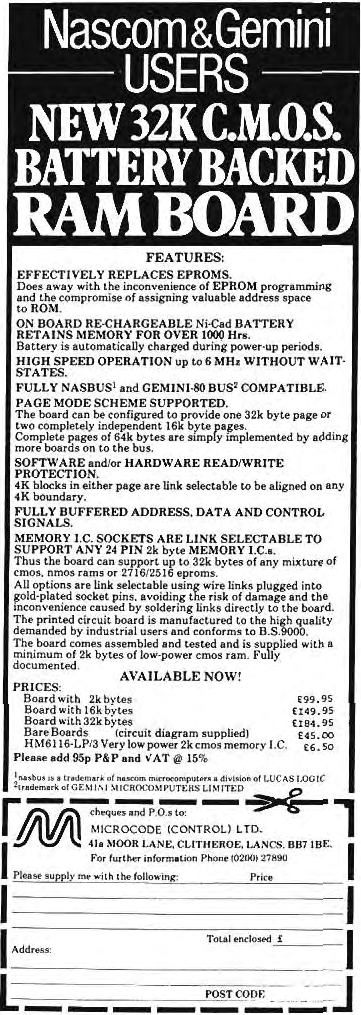 Nascom & Gemini
USERS
NEW 32K C.M.O.S.
BATTERY BACKED
RAM BOARD
FEATURES:
EFFECTIVELY REPLACES EPROMS.
Does away with the inconvenience of EPROM programming
and the compromise of assigning valuable address space
to ROM.
ON BOARD RE-CHARGEABLE Ni-Cad BATTERY
RETAINS MEMORY FOR OVER 1000 Hrs.
Battery is automatically charged during power-up periods.
HIGH SPEED OPERATION up to 6 MHz WITHOUT WAIT-
STATES.
FULLY NASBUS¹ and GEMINI-80 BUS² COMPATIBLE.
PAGE MODE SCHEME SUPPORTED.
The board can be configured to provide one 32k byte page or
two completely independent 16k byte pages.
Complete pages of 64k bytes are simply implemented by adding
more boards on to the bus.
SOFTWARE and/or HARDWARE READ/WRITE
PROTECTION.
4K blocks in either page are link selectable to be aligned on any
4K boundary.
FULLY BUFFERED ADDRESS, DATA AND CONTROL
SIGNALS.
MEMORY I.C. SOCKETS ARE LINK SELECTABLE TO
SUPPORT ANY 24 PIN 2k byte MEMORY I.C.s.
Thus the board can support up to 32k bytes of any mixture of
cmos, nmos rams or 2716/2516 eproms.
All options are link selectable using wire links plugged into
gold-plated socket pins, avoiding the risk of damage and the
inconvenience caused by soldering links directly to the board.
The printed circuit board is manufactured to the high quality
demanded by industrial users and conforms to B.S.9000.
The board comes assembled and tested and is supplied with a
minimum of 2k bytes of low-power cmos ram. Fully
documented.
AVAILABLE NOW!
PRICES:
Board with 2k bytes £99.95
Board with 16k bytes £149.95
Board with 32k bytes £184.95
Bare Boards (circuit diagram supplied) £45.00
HM6116-LP/3 Very low power 2k cmos memory I.C. £6.50
Please add 95p P&P and VAT @ 15%
¹nasbus is a trademark of nascom microcomputers a division of LUCAS LOGIC
²trademark of GEMINI MICROCOMPUTERS LIMITED
cheques and P.O.s to:
MICROCODE (CONTROL) LTD.
41a MOOR LANE, CLITHEROE, LANCS. BB7 1BE.
For further information Phone (0200) 27890
Please supply me with the following: Price
Total enclosed £
Address:
POST CODE